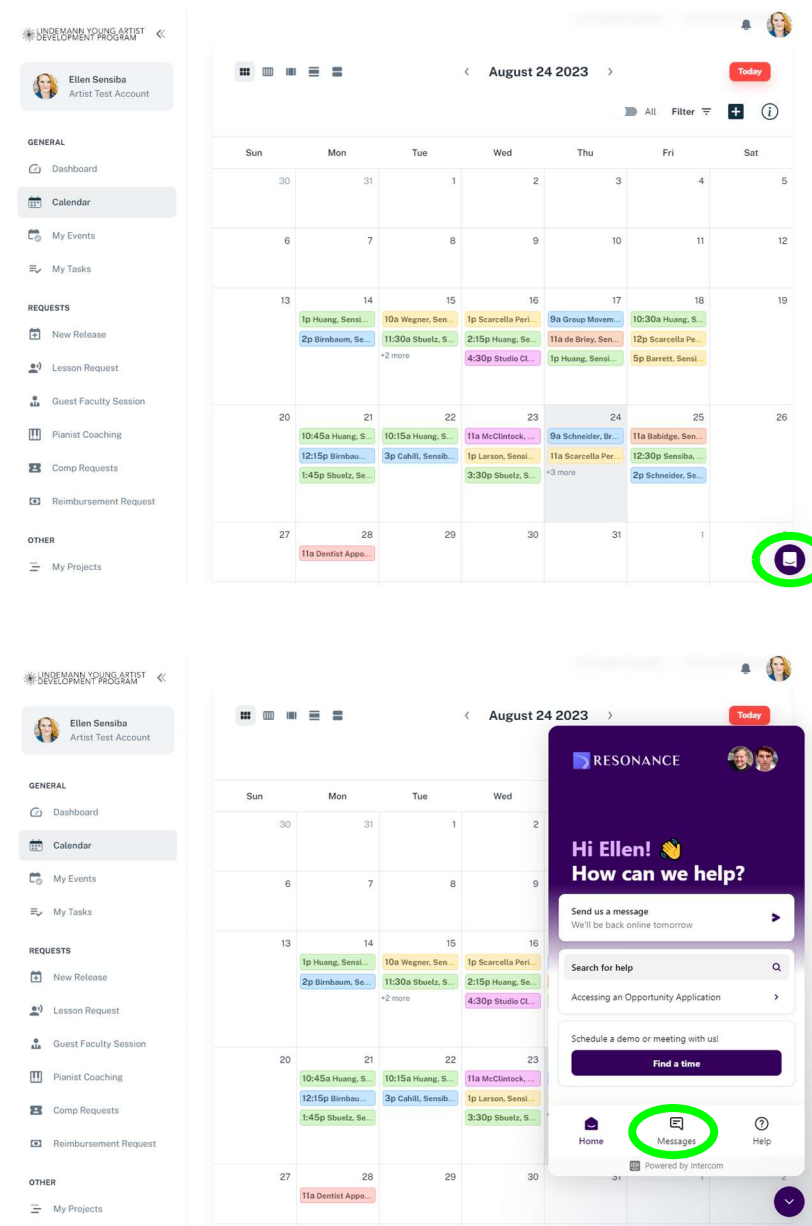 LINDEMANN YOUNG ARTIST
DEVELOPMENT PROGRAM
Ellen Sensiba
Artist Test Account
GENERAL
Dashboard
Calendar
My Events
My Tasks
REQUESTS
New Release
Lesson Request
Guest Faculty Session
Pianist Coaching
Comp Requests
Reimbursement Request
OTHER
My Projects
August 24 2023
Today
All Filter
Sun Mon Tue Wed Thu Fri Sat
30 31 1 2 3 4 5
6 7 8 9 10 11 12
13 14 15 16 17 18 19
1p Huang, Sensi... 10a Wegner, Sen... 1p Scarcella Peri... 9a Group Movem... 10:30a Huang, S...
2p Birnbaum, Se... 11:30a Sbuelz, S... 2:15p Huang, Se... 11a de Briey, Sen... 12p Scarcella Pe...
+2 more 4:30p Studio Cl... 1p Huang, Sensi... 5p Barrett, Sensi...
20 21 22 23 24 25 26
10:45a Huang, S... 10:15a Huang, S... 11a McClintock, ... 9a Schneider, Br... 11a Babidge, Sen...
12:15p Birnbau... 3p Cahill, Sensib... 1p Larson, Sensi... 11a Scarcella Per... 12:30p Sensiba, ...
1:45p Sbuelz, Se... 3:30p Sbuelz, S... +3 more 2p Schneider, Se...
27 28 29 30 31 1
11a Dentist Appo...
LINDEMANN YOUNG ARTIST
DEVELOPMENT PROGRAM
Ellen Sensiba
Artist Test Account
GENERAL
Dashboard
Calendar
My Events
My Tasks
REQUESTS
New Release
Lesson Request
Guest Faculty Session
Pianist Coaching
Comp Requests
Reimbursement Request
OTHER
My Projects
August 24 2023
Today
Sun Mon Tue Wed
30 31 1 2
6 7 8 9
13 14 15 16
1p Huang, Sensi... 10a Wegner, Sen... 1p Scarcella Peri...
2p Birnbaum, Se... 11:30a Sbuelz, S... 2:15p Huang, Se...
+2 more 4:30p Studio Cl...
20 21 22 23
10:45a Huang, S... 10:15a Huang, S... 11a McClintock, ...
12:15p Birnbau... 3p Cahill, Sensib... 1p Larson, Sensi...
1:45p Sbuelz, Se... 3:30p Sbuelz, S...
27 28 29 30 31 1 2
11a Dentist Appo...
RESONANCE
Hi Ellen! 👋
How can we help?
Send us a message
We'll be back online tomorrow
Search for help
Accessing an Opportunity Application
Schedule a demo or meeting with us!
Find a time
Home Messages Help
Powered by Intercom